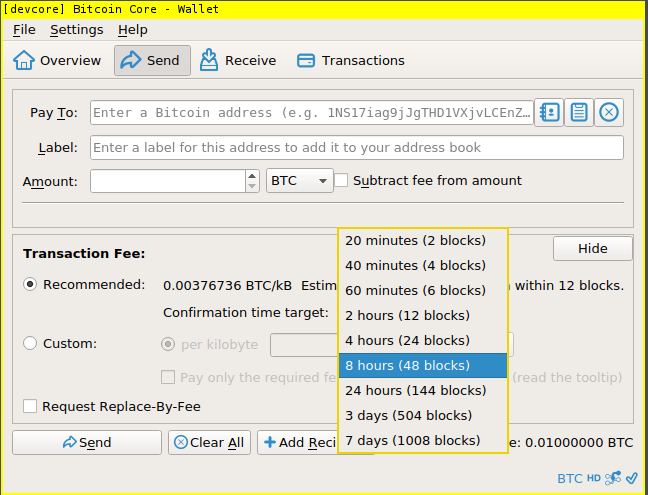 [devcore] Bitcoin Core - Wallet
File Settings Help
Overview Send Receive Transactions
Pay To: Enter a Bitcoin address (e.g. 1NS17iag9jJgTHD1VXjvLCEnZ...
Label: Enter a label for this address to add it to your address book
Amount: BTC Subtract fee from amount
20 minutes (2 blocks)
Transaction Fee: Hide
40 minutes (4 blocks)
Recommended: 0.00376736 BTC/kB Estim 60 minutes (6 blocks) within 12 blocks.
Confirmation time target: 2 hours (12 blocks)
Custom: per kilobyte 4 hours (24 blocks)
8 hours (48 blocks)
Pay only the required fe (read the tooltip)
24 hours (144 blocks)
Request Replace-By-Fee
3 days (504 blocks)
Send Clear All Add Reci 7 days (1008 blocks) e: 0.01000000 BTC
BTC HD